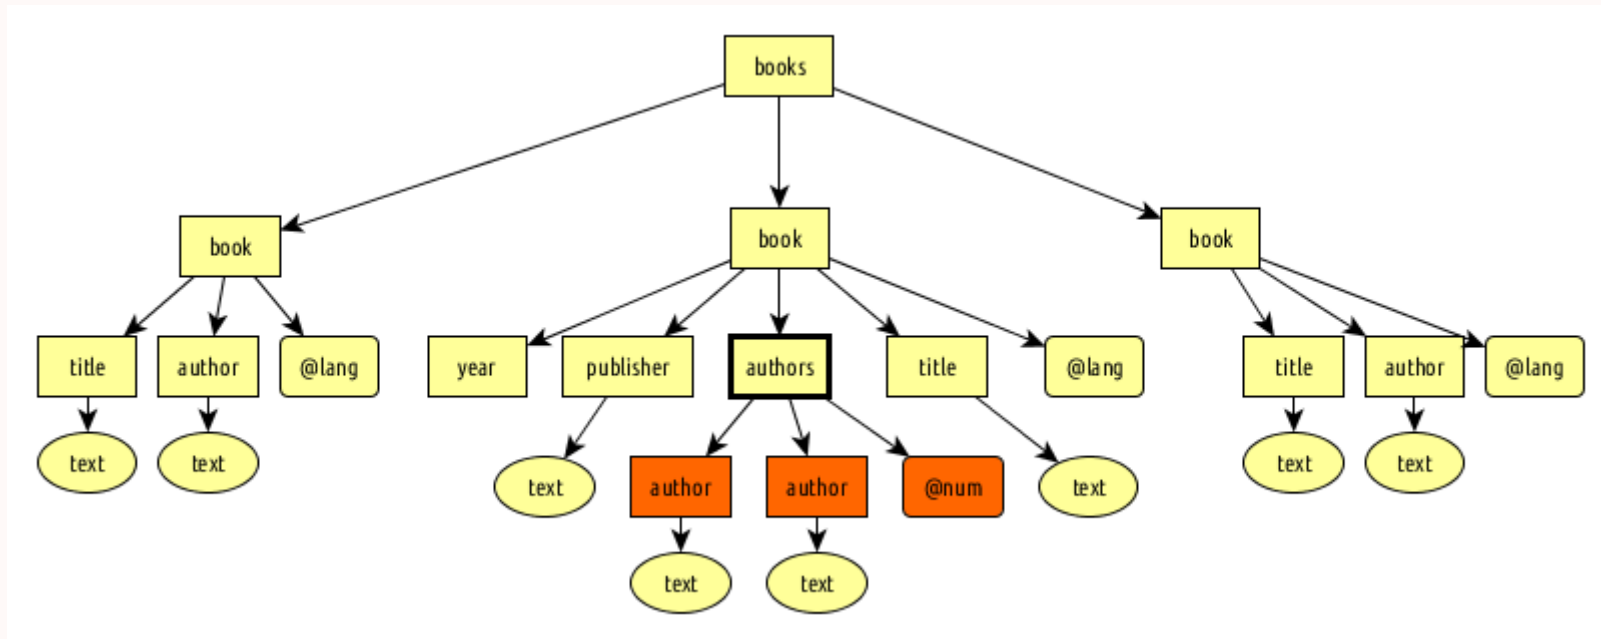 books
book
book
book
title
author
@lang
year
publisher
authors
title
@lang
title
author
@lang
text
text
text
author
author
@num
text
text
text
text
text